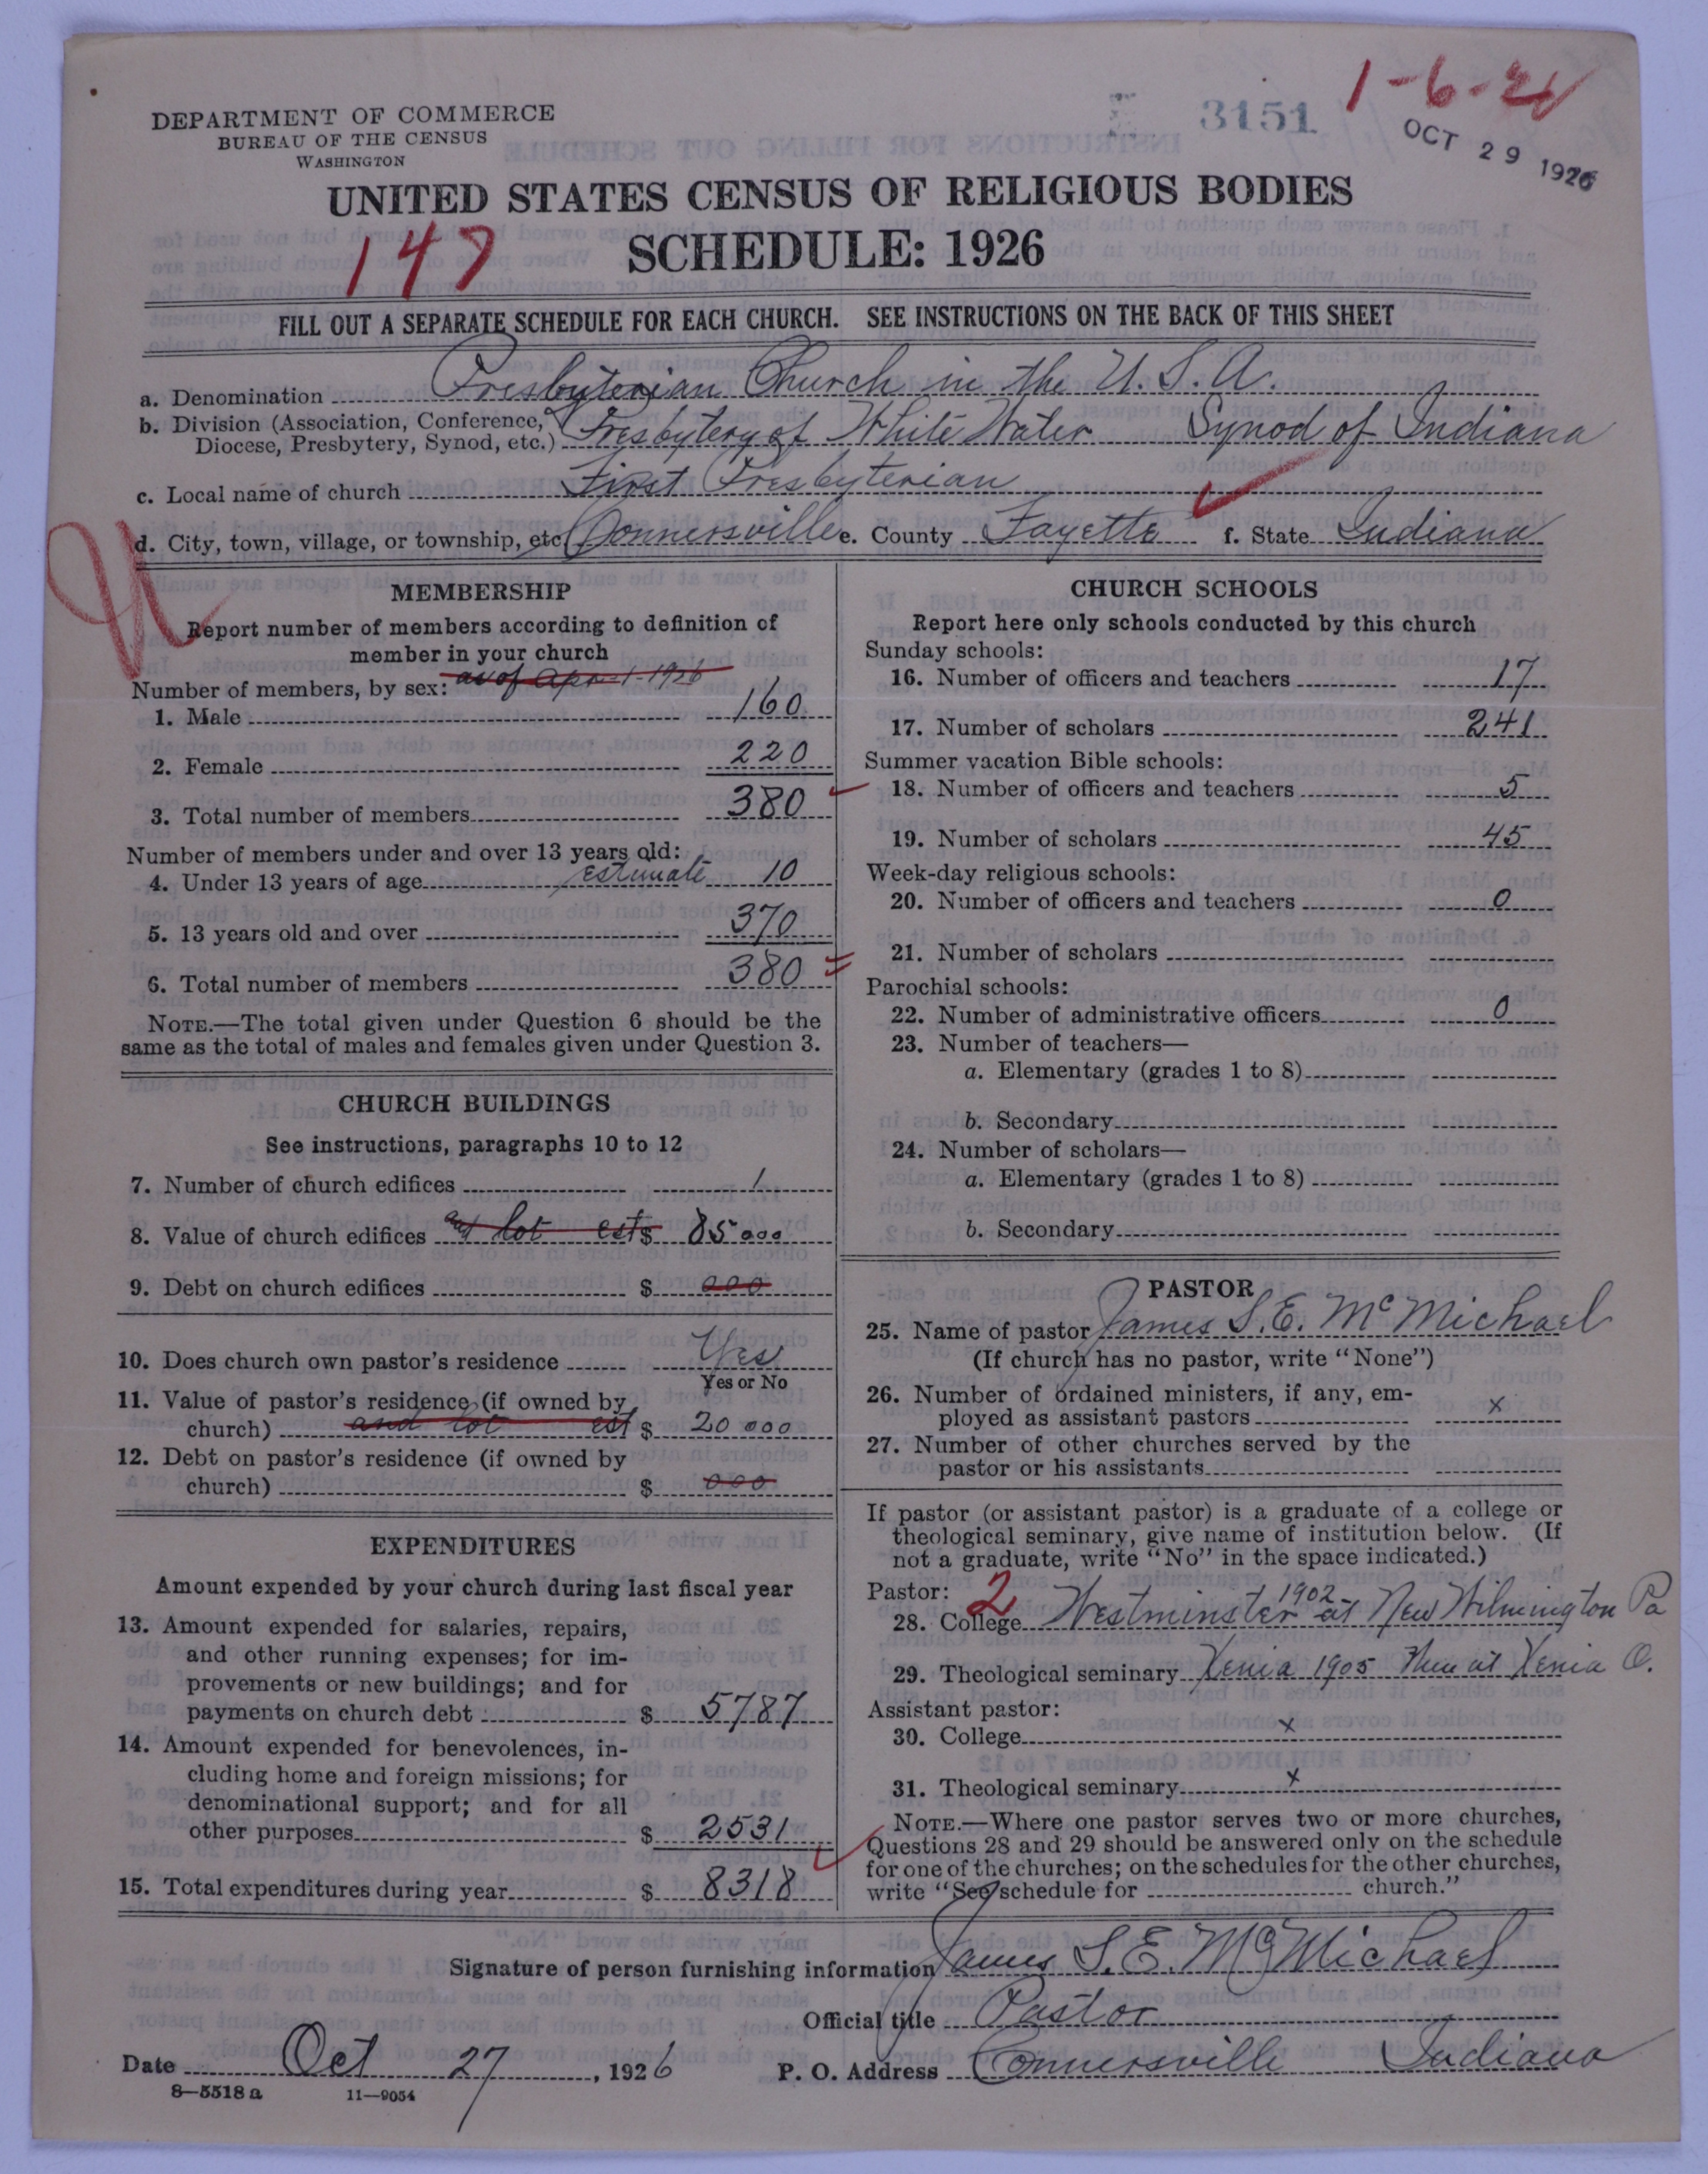 3151
1-6-
OCT 29 1926
DEPARTMENT OF COMMERCE
BUREAU OF THE CENSUS
WASHINGTON
UNITED STATES CENSUS OF RELIGIOUS BODIES
SCHEDULE: 1926
147
FILL OUT A SEPARATE SCHEDULE FOR EACH CHURCH. SEE INSTRUCTIONS ON THE BACK OF THIS SHEET
a. Denomination Presbyterian Church in the U.S.A.
b. Division (Association, Conference, Diocese, Presbytery, Synod, etc.) Presbytery of White Water Synod of Indiana
c. Local name of church First Presbyterian
d. City, town, village, or township, etc. Connersville e. County Fayette f. State Indiana
MEMBERSHIP
Report number of members according to definition of
member in your church
as of Apr 1 1926
Number of members, by sex:
1. Male 160
2. Female 220
3. Total number of members 380
Number of members under and over 13 years old:
4. Under 13 years of age estimate 10
5. 13 years old and over 370
6. Total number of members 380
NOTE.—The total given under Question 6 should be the
same as the total of males and females given under Question 3.
CHURCH BUILDINGS
See instructions, paragraphs 10 to 12
7. Number of church edifices 1
8. Value of church edifices and lot est $ 85000
9. Debt on church edifices $ 000
10. Does church own pastor's residence Yes
Yes or No
11. Value of pastor's residence (if owned by
church) and lot est $ 20 000
12. Debt on pastor's residence (if owned by
church) $ 000
EXPENDITURES
Amount expended by your church during last fiscal year
13. Amount expended for salaries, repairs,
and other running expenses; for im-
provements or new buildings; and for
payments on church debt $ 5787
14. Amount expended for benevolences, in-
cluding home and foreign missions; for
denominational support; and for all
other purposes $ 2531
15. Total expenditures during year $ 8318
CHURCH SCHOOLS
Report here only schools conducted by this church
Sunday schools:
16. Number of officers and teachers 17
17. Number of scholars 241
Summer vacation Bible schools:
18. Number of officers and teachers 5
19. Number of scholars 45
Week-day religious schools:
20. Number of officers and teachers 0
21. Number of scholars
Parochial schools:
22. Number of administrative officers 0
23. Number of teachers—
a. Elementary (grades 1 to 8)
b. Secondary
24. Number of scholars—
a. Elementary (grades 1 to 8)
b. Secondary
PASTOR
25. Name of pastor James S. E. McMichael
(If church has no pastor, write "None")
26. Number of ordained ministers, if any, em-
ployed as assistant pastors x
27. Number of other churches served by the
pastor or his assistants
If pastor (or assistant pastor) is a graduate of a college or
theological seminary, give name of institution below. (If
not a graduate, write "No" in the space indicated.)
Pastor: 2
28. College Westminster 1902 at New Wilmington Pa
29. Theological seminary Xenia 1905 then at Xenia O.
Assistant pastor:
30. College x
31. Theological seminary x
NOTE.—Where one pastor serves two or more churches,
Questions 28 and 29 should be answered only on the schedule
for one of the churches; on the schedules for the other churches,
write "See schedule for church."
Signature of person furnishing information James S. E. McMichael
Official title Pastor
Date Oct 27, 1926 P. O. Address Connersville Indiana
8-5518 a 11-9054